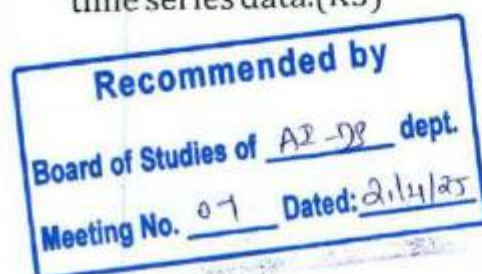 time series data.(K3)
Recommended by
Board of Studies of AI-DS dept.
Meeting No. 07 Dated: 21/4/25